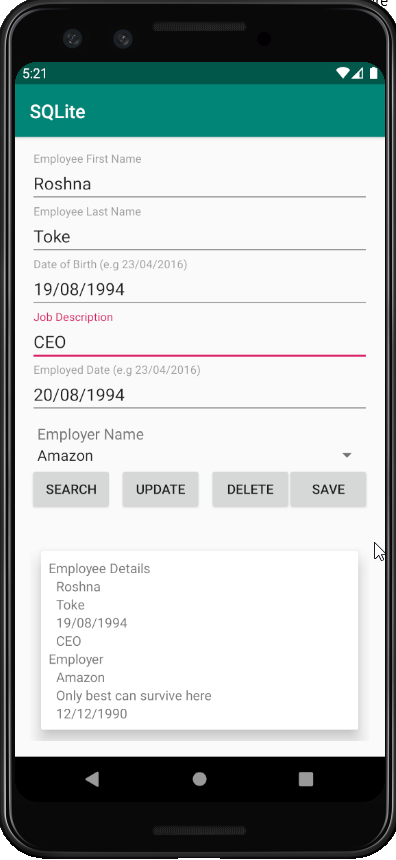 5:21
SQLite
Employee First Name
Roshna
Employee Last Name
Toke
Date of Birth (e.g 23/04/2016)
19/08/1994
Job Description
CEO
Employed Date (e.g 23/04/2016)
20/08/1994
Employer Name
Amazon
SEARCH UPDATE DELETE SAVE
Employee Details
Roshna
Toke
19/08/1994
CEO
Employer
Amazon
Only best can survive here
12/12/1990